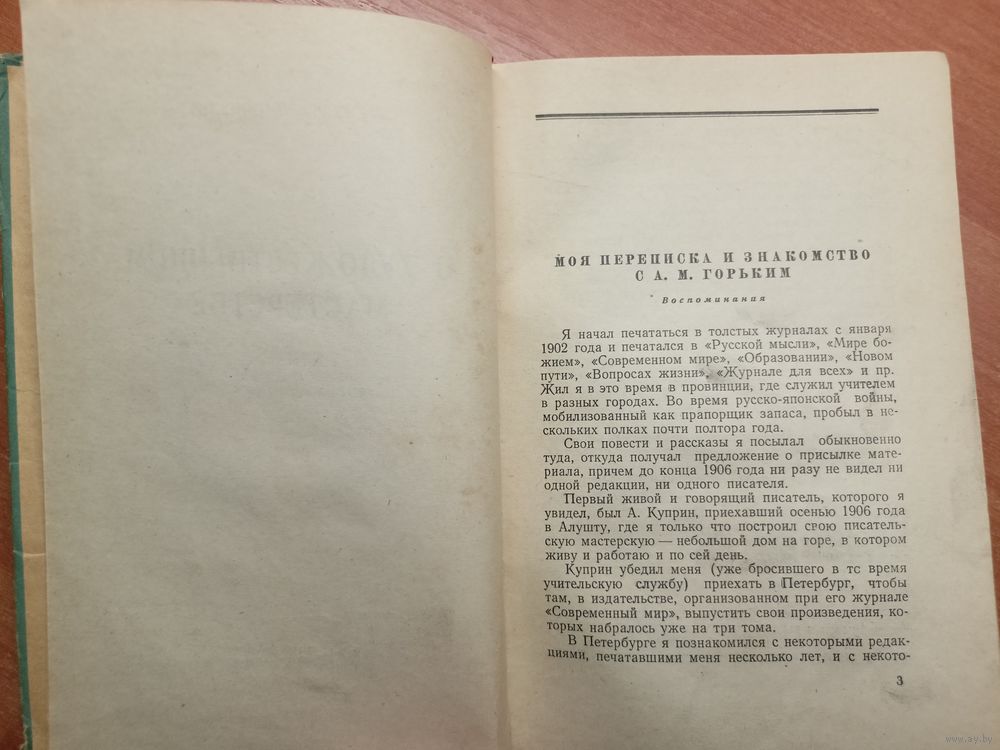 МОЯ ПЕРЕПИСКА И ЗНАКОМСТВО
С А. М. ГОРЬКИМ
Воспоминания
Я начал печататься в толстых журналах с января
1902 года и печатался в «Русской мысли», «Мире бо-
жием», «Современном мире», «Образовании», «Новом
пути», «Вопросах жизни», «Журнале для всех» и пр.
Жил я в это время в провинции, где служил учителем
в разных городах. Во время русско-японской войны,
мобилизованный как прапорщик запаса, пробыл в не-
скольких полках почти полтора года.
Свои повести и рассказы я посылал обыкновенно
туда, откуда получал предложение о присылке мате-
риала, причем до конца 1906 года ни разу не видел ни
одной редакции, ни одного писателя.
Первый живой и говорящий писатель, которого я
увидел, был А. Куприн, приехавший осенью 1906 года
в Алушту, где я только что построил свою писатель-
скую мастерскую — небольшой дом на горе, в котором
живу и работаю и по сей день.
Куприн убедил меня (уже бросившего в то время
учительскую службу) приехать в Петербург, чтобы
там, в издательстве, организованном при его журнале
«Современный мир», выпустить свои произведения, ко-
торых набралось уже на три тома.
В Петербурге я познакомился с некоторыми редак-
циями, печатавшими меня несколько лет, и с некото-
3
www.ay.by